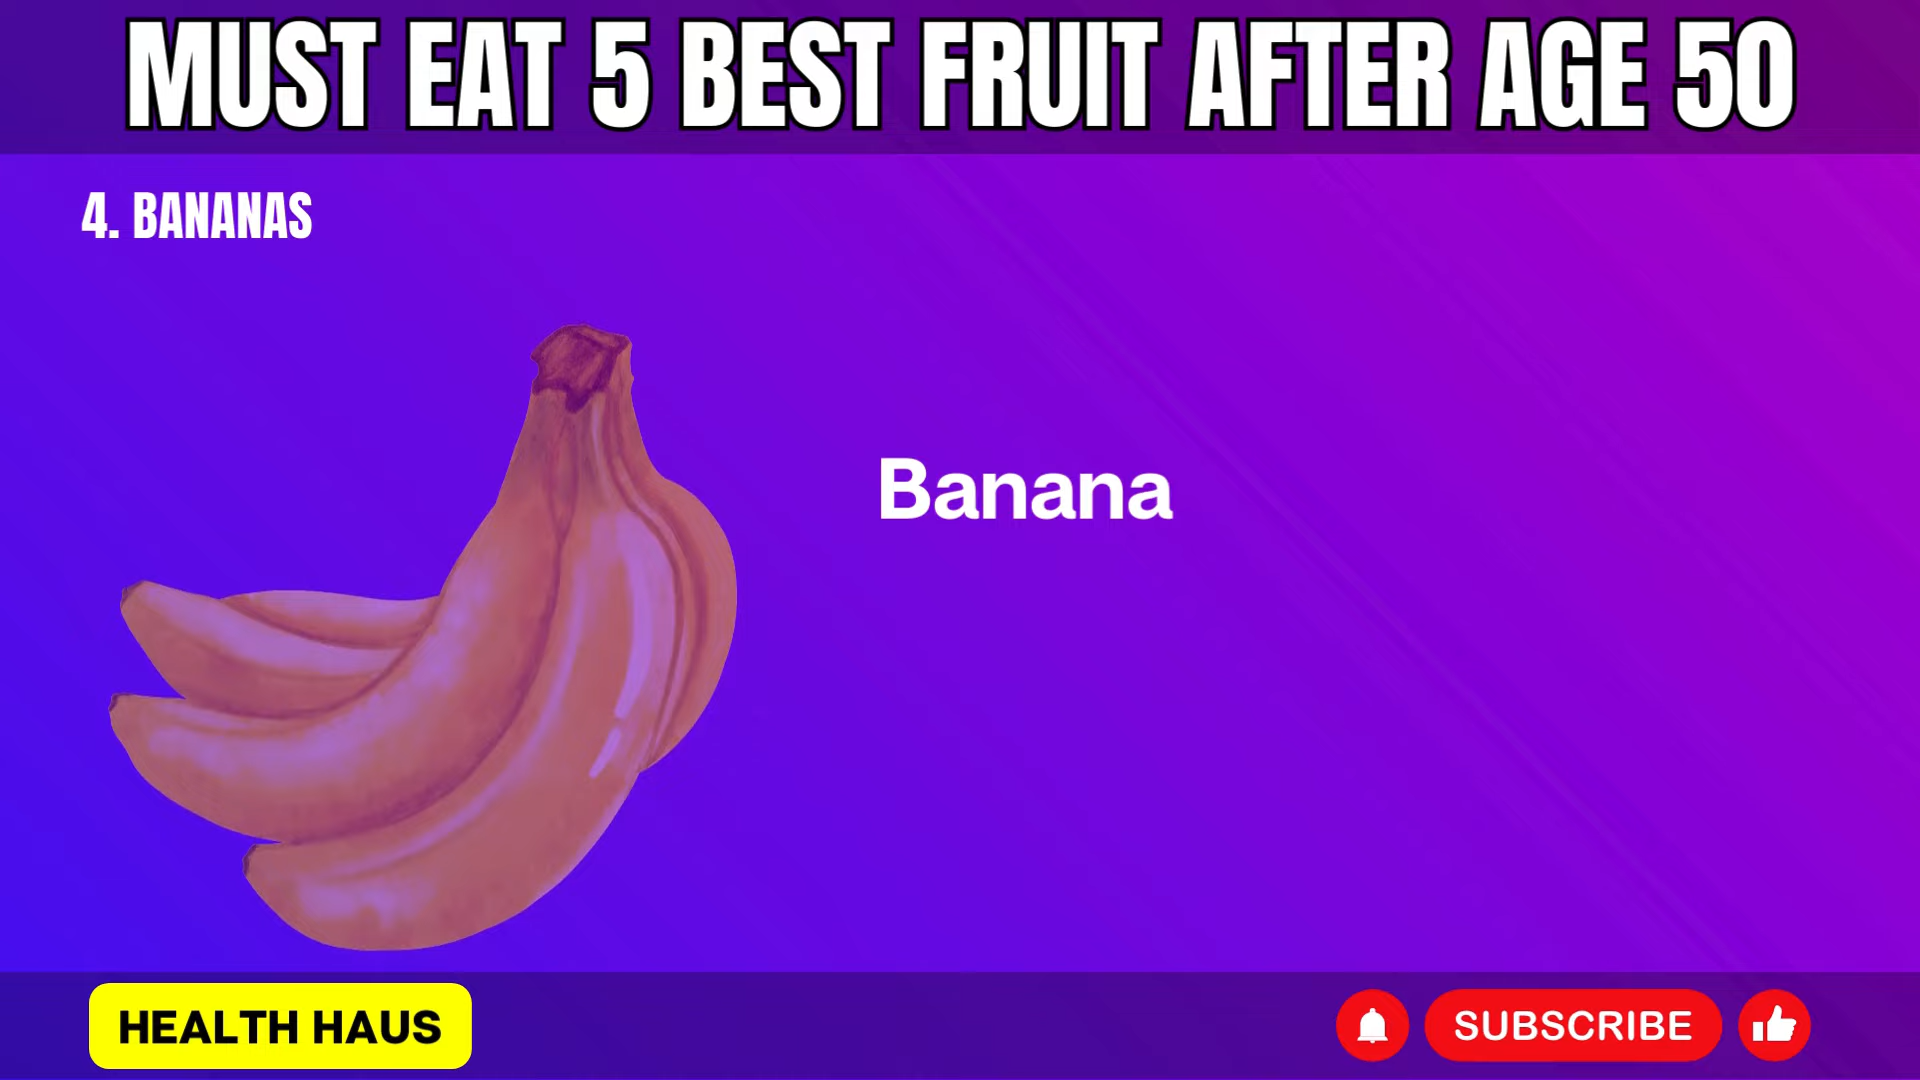 MUST EAT 5 BEST FRUIT AFTER AGE 50
4. BANANAS
Banana
HEALTH HAUS
SUBSCRIBE